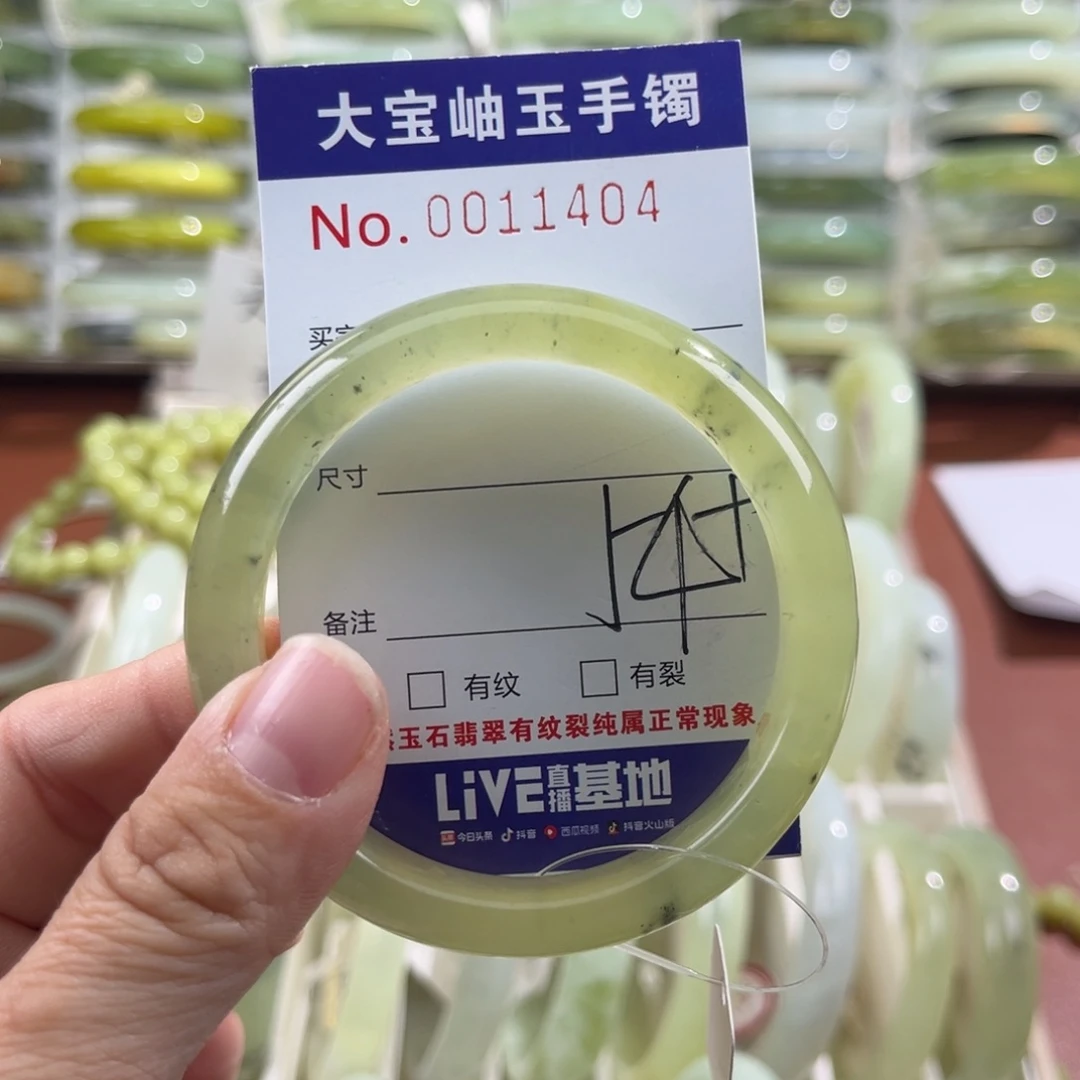 大宝岫玉手镯
No. 0011404
买
尺寸
备注
有纹 有裂
玉石翡翠有纹裂纯属正常现象
LiVE直播基地
今日头条 抖音 西瓜视频 抖音火山版